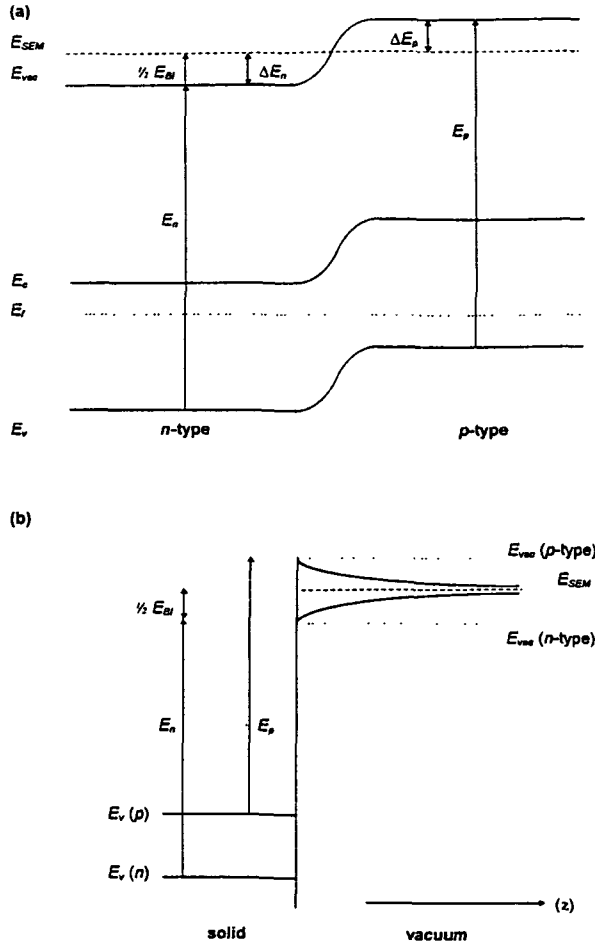 (a)
E_SEM
ΔE_p
E_vac
½ E_BI
ΔE_n
E_p
E_n
E_c
E_f
E_v
n-type
p-type
(b)
E_vac (p-type)
E_SEM
½ E_BI
E_vac (n-type)
E_n
E_p
E_v (p)
E_v (n)
(z)
solid
vacuum